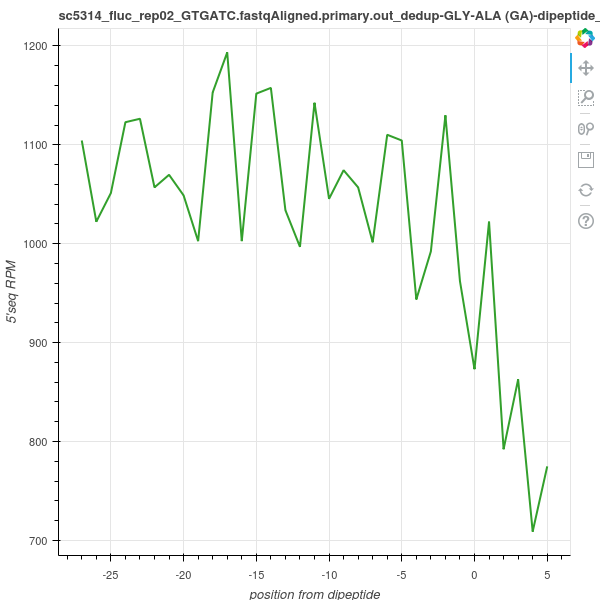 sc5314_fluc_rep02_GTGATC.fastqAligned.primary.out_dedup-GLY-ALA (GA)-dipeptide_
1200
1100
1000
900
800
700
5'seq RPM
-25 -20 -15 -10 -5 0 5
position from dipeptide